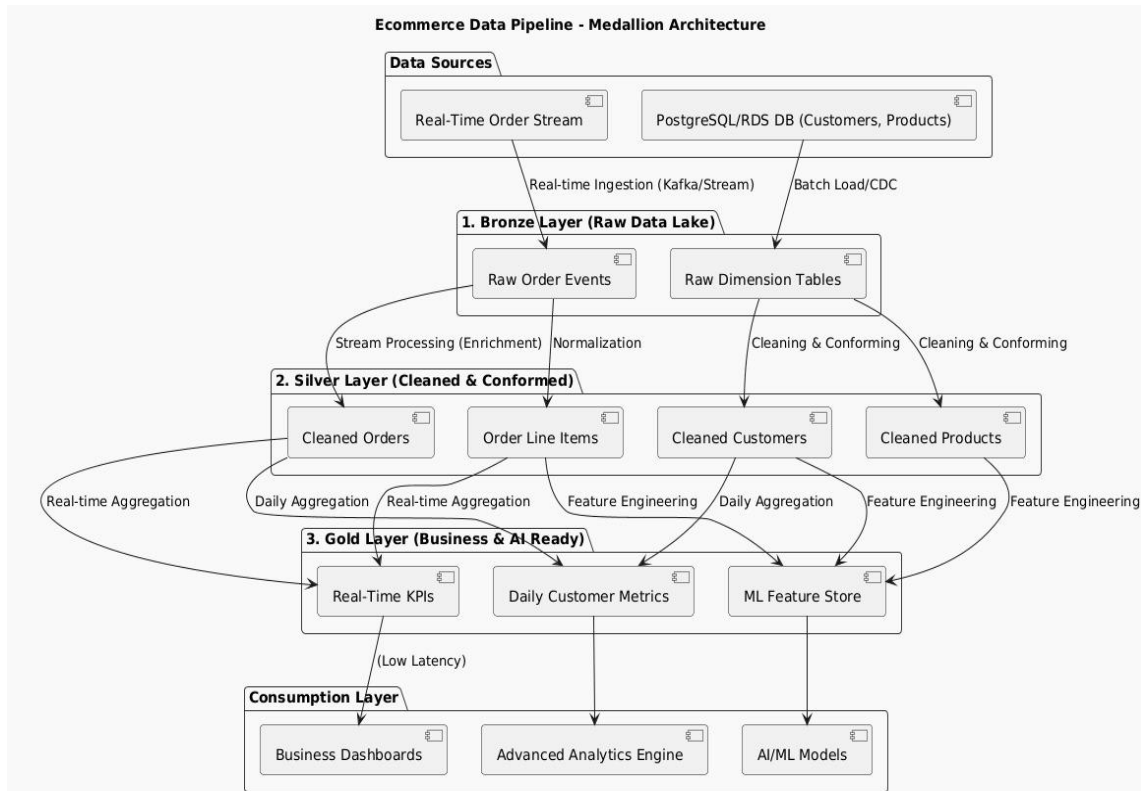 Ecommerce Data Pipeline - Medallion Architecture
Data Sources
Real-Time Order Stream
PostgreSQL/RDS DB (Customers, Products)
Real-time Ingestion (Kafka/Stream)
Batch Load/CDC
1. Bronze Layer (Raw Data Lake)
Raw Order Events
Raw Dimension Tables
Stream Processing (Enrichment)
Normalization
Cleaning & Conforming
Cleaning & Conforming
2. Silver Layer (Cleaned & Conformed)
Cleaned Orders
Order Line Items
Cleaned Customers
Cleaned Products
Real-time Aggregation
Daily Aggregation
Real-time Aggregation
Feature Engineering
Daily Aggregation
Feature Engineering
Feature Engineering
3. Gold Layer (Business & AI Ready)
Real-Time KPIs
Daily Customer Metrics
ML Feature Store
(Low Latency)
Consumption Layer
Business Dashboards
Advanced Analytics Engine
AI/ML Models